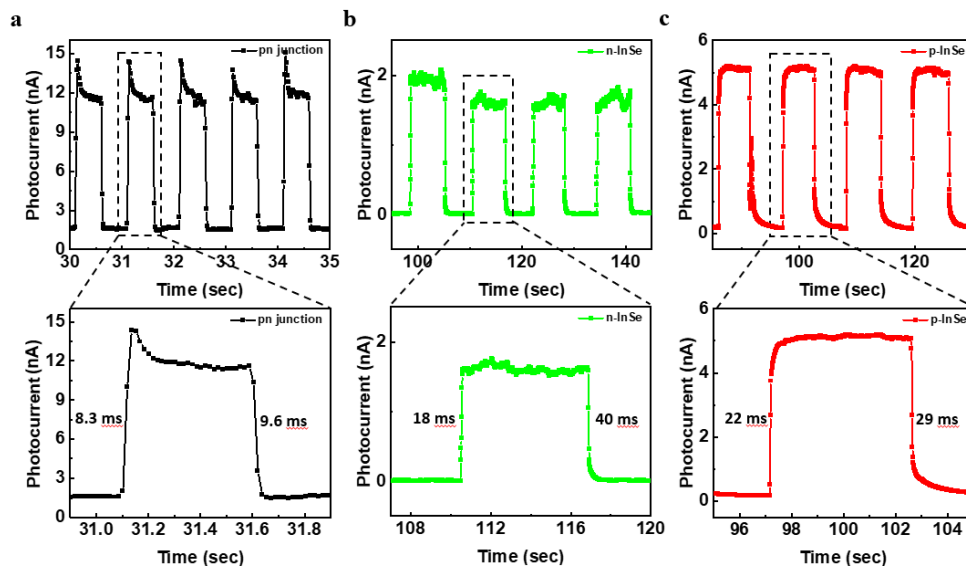 a
pn junction
Photocurrent (nA)
15
12
9
6
3
0
30 31 32 33 34 35
Time (sec)
b
n-InSe
Photocurrent (nA)
2
0
100 120 140
Time (sec)
c
p-InSe
Photocurrent (nA)
6
4
2
0
100 120
Time (sec)
pn junction
Photocurrent (nA)
15
12
9
6
3
0
8.3 ms
9.6 ms
31.0 31.2 31.4 31.6 31.8
Time (sec)
n-InSe
Photocurrent (nA)
2
0
18 ms
40 ms
108 112 116 120
Time (sec)
p-InSe
Photocurrent (nA)
6
4
2
0
22 ms
29 ms
96 98 100 102 104
Time (sec)